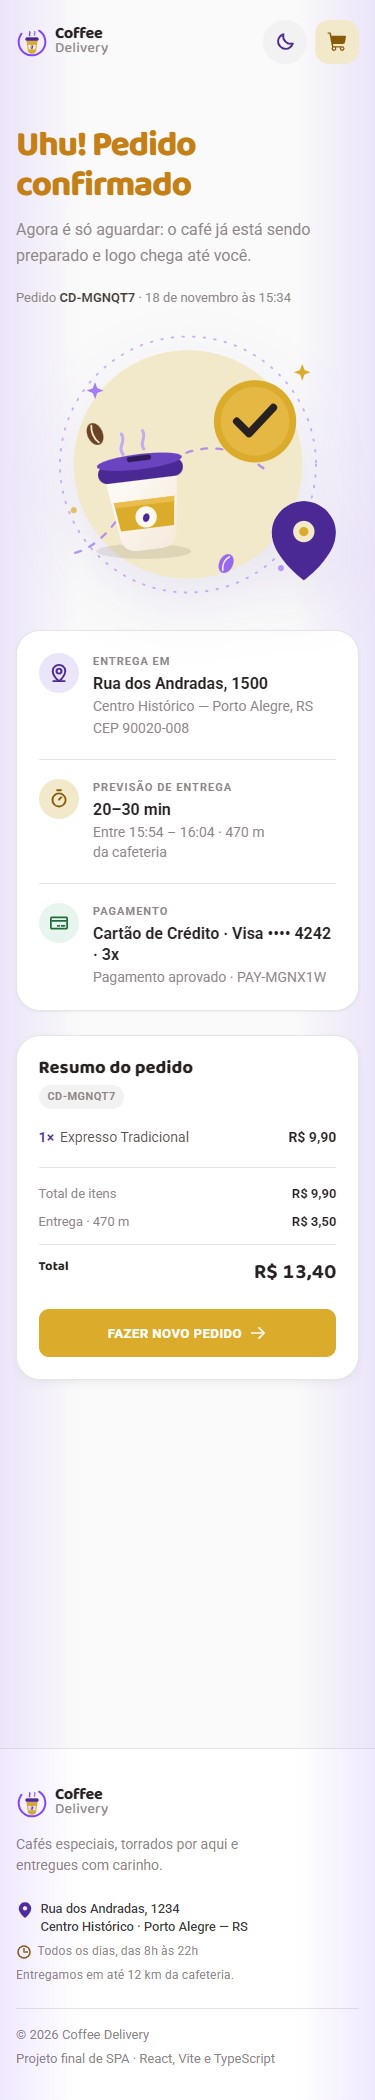 Coffee
Delivery
Uhu! Pedido
confirmado
Agora é só aguardar: o café já está sendo
preparado e logo chega até você.
Pedido CD-MGNQT7 · 18 de novembro às 15:34
ENTREGA EM
Rua dos Andradas, 1500
Centro Histórico — Porto Alegre, RS
CEP 90020-008
PREVISÃO DE ENTREGA
20–30 min
Entre 15:54 – 16:04 · 470 m
da cafeteria
PAGAMENTO
Cartão de Crédito · Visa •••• 4242
· 3x
Pagamento aprovado · PAY-MGNX1W
Resumo do pedido
CD-MGNQT7
1× Expresso Tradicional R$ 9,90
Total de itens R$ 9,90
Entrega · 470 m R$ 3,50
Total R$ 13,40
FAZER NOVO PEDIDO
Coffee
Delivery
Cafés especiais, torrados por aqui e
entregues com carinho.
Rua dos Andradas, 1234
Centro Histórico · Porto Alegre — RS
Todos os dias, das 8h às 22h
Entregamos em até 12 km da cafeteria.
© 2026 Coffee Delivery
Projeto final de SPA · React, Vite e TypeScript